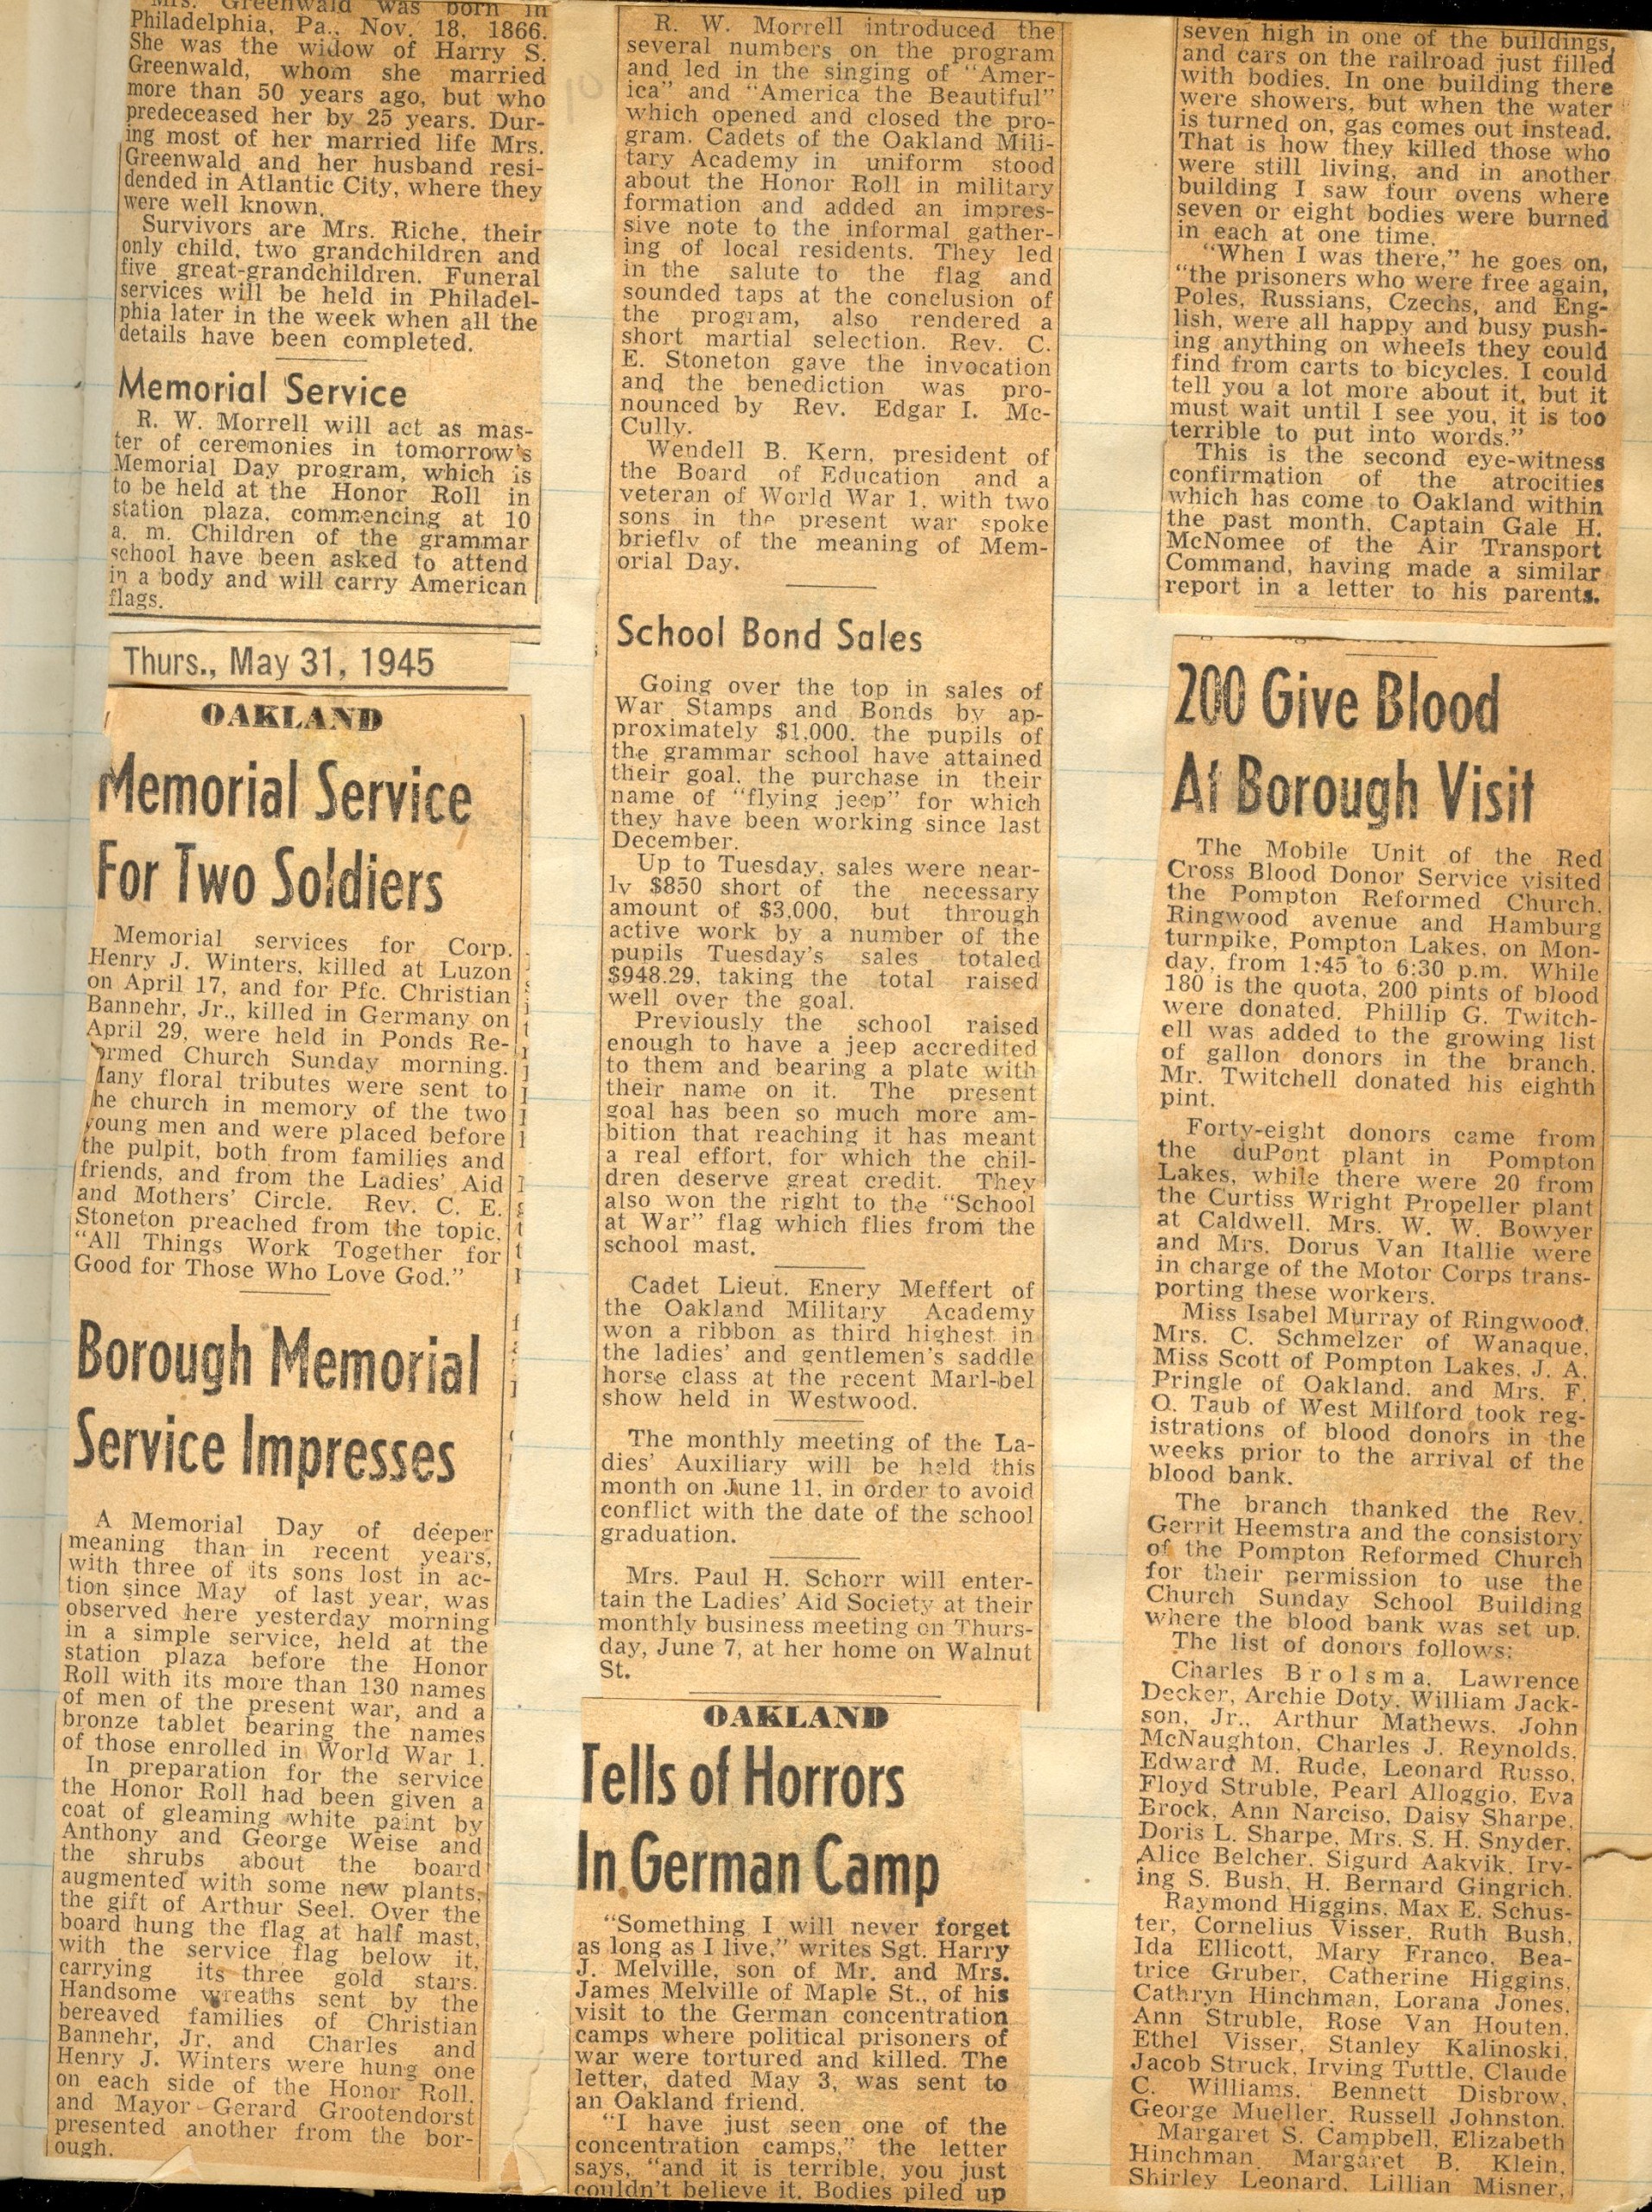 Mrs. Greenwald was born in
Philadelphia, Pa., Nov. 18, 1866.
She was the widow of Harry S.
Greenwald, whom she married
more than 50 years ago, but who
predeceased her by 25 years. Dur-
ing most of her married life Mrs.
Greenwald and her husband resi-
dended in Atlantic City, where they
were well known.
Survivors are Mrs. Riche, their
only child, two grandchildren and
five great-grandchildren. Funeral
services will be held in Philadel-
phia later in the week when all the
details have been completed.
Memorial Service
R. W. Morrell will act as mas-
ter of ceremonies in tomorrow's
Memorial Day program, which is
to be held at the Honor Roll in
station plaza, commencing at 10
a. m. Children of the grammar
school have been asked to attend
in a body and will carry American
flags.
Thurs., May 31, 1945
OAKLAND
Memorial Service
For Two Soldiers
Memorial services for Corp.
Henry J. Winters, killed at Luzon
on April 17, and for Pfc. Christian
Bannehr, Jr., killed in Germany on
April 29, were held in Ponds Re-
ormed Church Sunday morning.
any floral tributes were sent to
he church in memory of the two
young men and were placed before
the pulpit, both from families and
friends, and from the Ladies' Aid
and Mothers' Circle. Rev. C. E.
Stoneton preached from the topic,
"All Things Work Together for
Good for Those Who Love God."
Borough Memorial
Service Impresses
A Memorial Day of deeper
meaning than in recent years,
with three of its sons lost in ac-
tion since May of last year, was
observed here yesterday morning
in a simple service, held at the
station plaza before the Honor
Roll with its more than 130 names
of men of the present war, and a
bronze tablet bearing the names
of those enrolled in World War 1.
In preparation for the service
the Honor Roll had been given a
coat of gleaming white paint by
Anthony and George Weise and
the shrubs about the board
augmented with some new plants,
the gift of Arthur Seel. Over the
board hung the flag at half mast,
with the service flag below it,
carrying its three gold stars.
Handsome wreaths sent by the
bereaved families of Christian
Bannehr, Jr. and Charles and
Henry J. Winters were hung one
on each side of the Honor Roll,
and Mayor Gerard Grootendorst
presented another from the bor-
ough.
10
R. W. Morrell introduced the
several numbers on the program
and led in the singing of "Amer-
ica" and "America the Beautiful"
which opened and closed the pro-
gram. Cadets of the Oakland Mili-
tary Academy in uniform stood
about the Honor Roll in military
formation and added an impres-
sive note to the informal gather-
ing of local residents. They led
in the salute to the flag and
sounded taps at the conclusion of
the program, also rendered a
short martial selection. Rev. C.
E. Stoneton gave the invocation
and the benediction was pro-
nounced by Rev. Edgar I. Mc-
Cully.
Wendell B. Kern, president of
the Board of Education and a
veteran of World War 1, with two
sons in the present war spoke
briefly of the meaning of Mem-
orial Day.
School Bond Sales
Going over the top in sales of
War Stamps and Bonds by ap-
proximately $1,000, the pupils of
the grammar school have attained
their goal, the purchase in their
name of "flying jeep" for which
they have been working since last
December.
Up to Tuesday, sales were near-
ly $850 short of the necessary
amount of $3,000, but through
active work by a number of the
pupils Tuesday's sales totaled
$948.29, taking the total raised
well over the goal.
Previously the school raised
enough to have a jeep accredited
to them and bearing a plate with
their name on it. The present
goal has been so much more am-
bition that reaching it has meant
a real effort, for which the chil-
dren deserve great credit. They
also won the right to the "School
at War" flag which flies from the
school mast.
Cadet Lieut. Enery Meffert of
the Oakland Military Academy
won a ribbon as third highest in
the ladies' and gentlemen's saddle
horse class at the recent Marl-bel
show held in Westwood.
The monthly meeting of the La-
dies' Auxiliary will be held this
month on June 11, in order to avoid
conflict with the date of the school
graduation.
Mrs. Paul H. Schorr will enter-
tain the Ladies' Aid Society at their
monthly business meeting on Thurs-
day, June 7, at her home on Walnut
St.
OAKLAND
Tells of Horrors
In German Camp
"Something I will never forget
as long as I live," writes Sgt. Harry
J. Melville, son of Mr. and Mrs.
James Melville of Maple St., of his
visit to the German concentration
camps where political prisoners of
war were tortured and killed. The
letter, dated May 3, was sent to
an Oakland friend.
"I have just seen one of the
concentration camps," the letter
says, "and it is terrible, you just
couldn't believe it. Bodies piled up
seven high in one of the buildings,
and cars on the railroad just filled
with bodies. In one building there
were showers, but when the water
is turned on, gas comes out instead.
That is how they killed those who
were still living, and in another
building I saw four ovens where
seven or eight bodies were burned
in each at one time.
"When I was there," he goes on,
"the prisoners who were free again,
Poles, Russians, Czechs, and Eng-
lish, were all happy and busy push-
ing anything on wheels they could
find from carts to bicycles. I could
tell you a lot more about it, but it
must wait until I see you, it is too
terrible to put into words."
This is the second eye-witness
confirmation of the atrocities
which has come to Oakland within
the past month, Captain Gale H.
McNomee of the Air Transport
Command, having made a similar
report in a letter to his parents.
200 Give Blood
At Borough Visit
The Mobile Unit of the Red
Cross Blood Donor Service visited
the Pompton Reformed Church,
Ringwood avenue and Hamburg
turnpike, Pompton Lakes, on Mon-
day, from 1:45 to 6:30 p.m. While
180 is the quota, 200 pints of blood
were donated. Phillip G. Twitch-
ell was added to the growing list
of gallon donors in the branch.
Mr. Twitchell donated his eighth
pint.
Forty-eight donors came from
the duPont plant in Pompton
Lakes, while there were 20 from
the Curtiss Wright Propeller plant
at Caldwell. Mrs. W. W. Bowyer
and Mrs. Dorus Van Itallie were
in charge of the Motor Corps trans-
porting these workers.
Miss Isabel Murray of Ringwood,
Mrs. C. Schmelzer of Wanaque,
Miss Scott of Pompton Lakes, J. A.
Pringle of Oakland, and Mrs. F.
O. Taub of West Milford took reg-
istrations of blood donors in the
weeks prior to the arrival of the
blood bank.
The branch thanked the Rev.
Gerrit Heemstra and the consistory
of the Pompton Reformed Church
for their permission to use the
Church Sunday School Building
where the blood bank was set up.
The list of donors follows:
Charles Brolsma, Lawrence
Decker, Archie Doty, William Jack-
son, Jr., Arthur Mathews, John
McNaughton, Charles J. Reynolds,
Edward M. Rude, Leonard Russo,
Floyd Struble, Pearl Alloggio, Eva
Brock, Ann Narciso, Daisy Sharpe,
Doris L. Sharpe, Mrs. S. H. Snyder,
Alice Belcher, Sigurd Aakvik, Irv-
ing S. Bush, H. Bernard Gingrich,
Raymond Higgins, Max E. Schus-
ter, Cornelius Visser, Ruth Bush,
Ida Ellicott, Mary Franco, Bea-
trice Gruber, Catherine Higgins,
Cathryn Hinchman, Lorana Jones,
Ann Struble, Rose Van Houten,
Ethel Visser, Stanley Kalinoski,
Jacob Struck, Irving Tuttle, Claude
C. Williams, Bennett Disbrow,
George Mueller, Russell Johnston,
Margaret S. Campbell, Elizabeth
Hinchman, Margaret B. Klein,
Shirley Leonard, Lillian Misner,